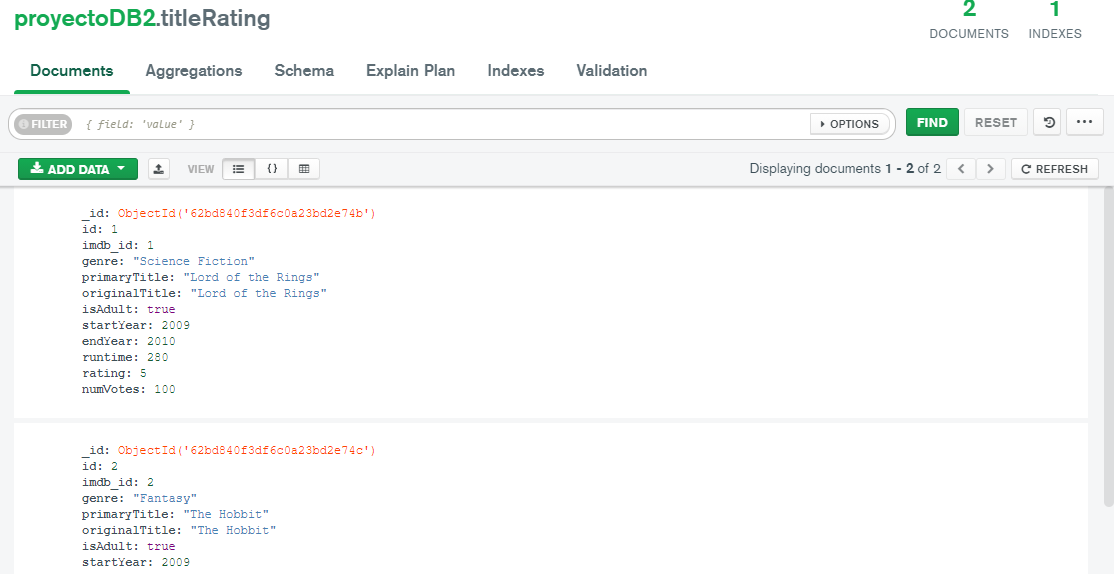 proyectoDB2.titleRating
2 DOCUMENTS
1 INDEXES
Documents Aggregations Schema Explain Plan Indexes Validation
FILTER { field: 'value' } OPTIONS FIND RESET ...
ADD DATA VIEW {} Displaying documents 1 - 2 of 2 < > REFRESH
_id: ObjectId('62bd840f3df6c0a23bd2e74b')
id: 1
imdb_id: 1
genre: "Science Fiction"
primaryTitle: "Lord of the Rings"
originalTitle: "Lord of the Rings"
isAdult: true
startYear: 2009
endYear: 2010
runtime: 280
rating: 5
numVotes: 100
_id: ObjectId('62bd840f3df6c0a23bd2e74c')
id: 2
imdb_id: 2
genre: "Fantasy"
primaryTitle: "The Hobbit"
originalTitle: "The Hobbit"
isAdult: true
startYear: 2009